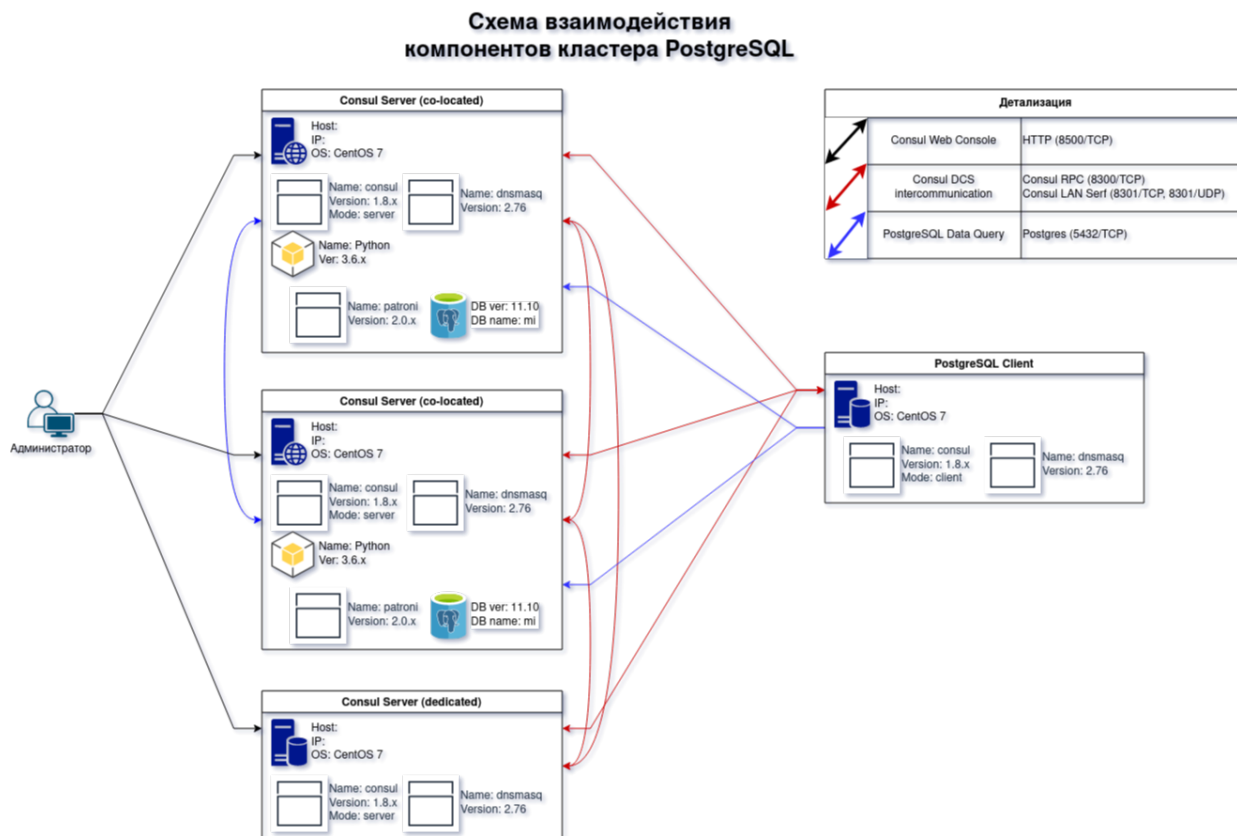 Схема взаимодействия
компонентов кластера PostgreSQL
Consul Server (co-located)
Host:
IP:
OS: CentOS 7
Name: consul
Version: 1.8.x
Mode: server
Name: dnsmasq
Version: 2.76
Name: Python
Ver: 3.6.x
Name: patroni
Version: 2.0.x
DB ver: 11.10
DB name: mi
Consul Server (co-located)
Host:
IP:
OS: CentOS 7
Name: consul
Version: 1.8.x
Mode: server
Name: dnsmasq
Version: 2.76
Name: Python
Ver: 3.6.x
Name: patroni
Version: 2.0.x
DB ver: 11.10
DB name: mi
Consul Server (dedicated)
Host:
IP:
OS: CentOS 7
Name: consul
Version: 1.8.x
Mode: server
Name: dnsmasq
Version: 2.76
Администратор
Детализация
Consul Web Console
HTTP (8500/TCP)
Consul DCS
intercommunication
Consul RPC (8300/TCP)
Consul LAN Serf (8301/TCP, 8301/UDP)
PostgreSQL Data Query
Postgres (5432/TCP)
PostgreSQL Client
Host:
IP:
OS: CentOS 7
Name: consul
Version: 1.8.x
Mode: client
Name: dnsmasq
Version: 2.76